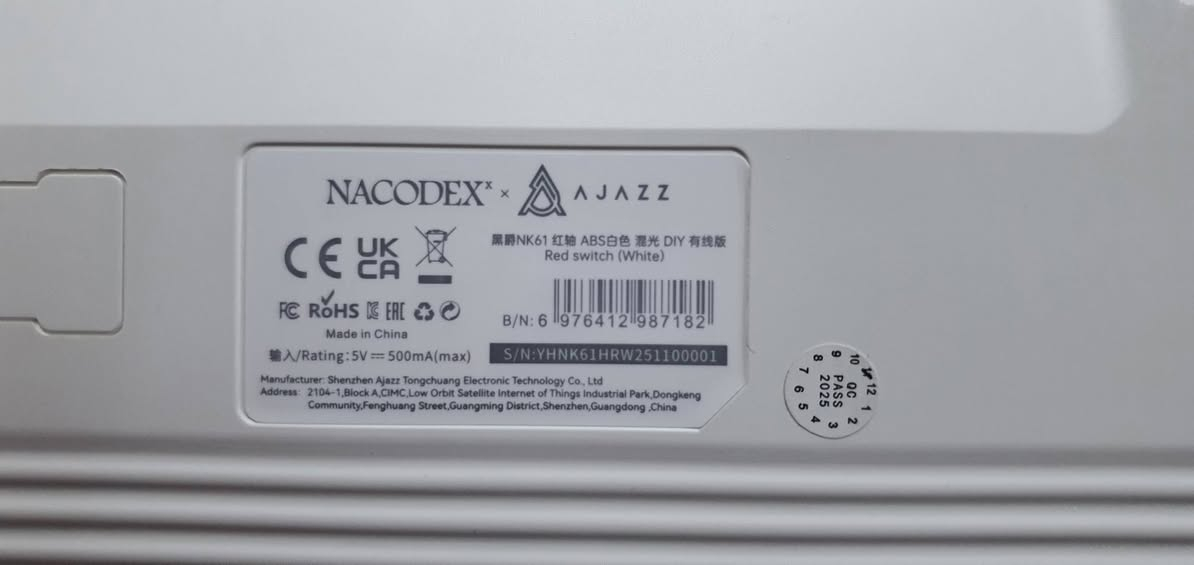 NACODEXx × AJAZZ
CE UK CA
黑爵NK61 红轴 ABS白色 混光 DIY 有线版
Red switch (White)
FC RoHS EAC
Made in China
B/N: 6 976412 987182
输入/Rating: 5V⎓500mA(max)
S/N:YHNK61HRW251100001
Manufacturer: Shenzhen Ajazz Tongchuang Electronic Technology Co., Ltd
Address: 2104-1,Block A,CIMC,Low Orbit Satellite Internet of Things Industrial Park,Dongkeng
Community,Fenghuang Street,Guangming District,Shenzhen,Guangdong ,China
QC
PASS
2025
12 1 2 3 4 5 6 7 8 9 10